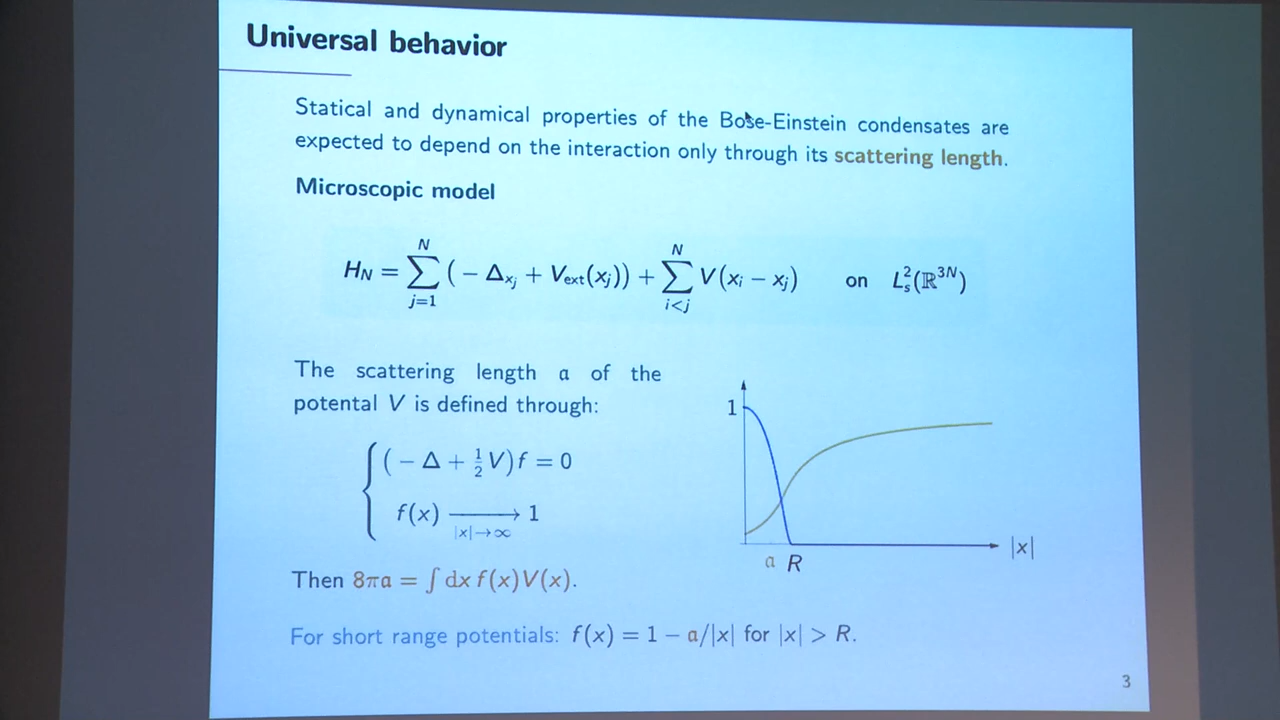 Universal behavior
Statical and dynamical properties of the Bose-Einstein condensates are
expected to depend on the interaction only through its scattering length.
Microscopic model
H_N = ∑_{j=1}^{N} ( − Δ_{x_j} + V_ext(x_j)) + ∑_{i<j}^{N} V(x_i − x_j) on L²_s(ℝ^{3N})
The scattering length a of the
potental V is defined through:
(− Δ + ½V)f = 0
f(x) ⟶_{|x|→∞} 1
Then 8πa = ∫ dx f(x)V(x).
For short range potentials: f(x) = 1 − a/|x| for |x| > R.
1
a R
|x|
3